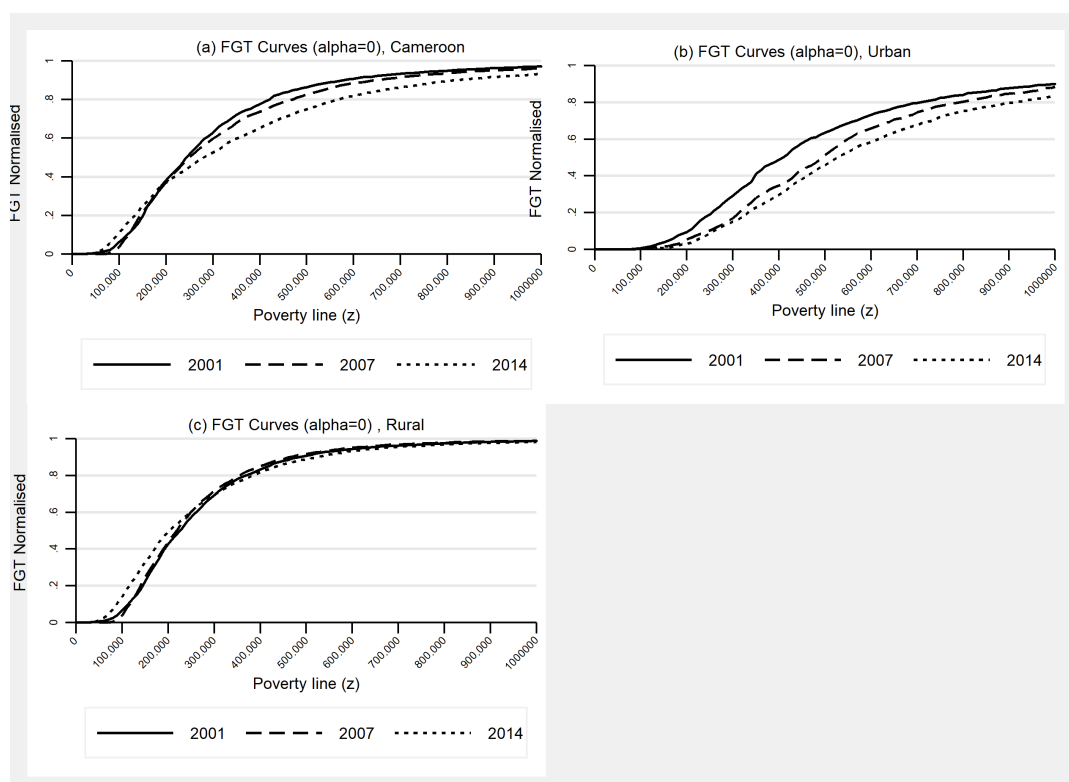 (a) FGT Curves (alpha=0), Cameroon
FGT Normalised
1
.8
.6
.4
.2
0
0 100.000 200.000 300.000 400.000 500.000 600.000 700.000 800.000 900.000 1000000
Poverty line (z)
2001 2007 2014
(b) FGT Curves (alpha=0), Urban
FGT Normalised
1
.8
.6
.4
.2
0
0 100.000 200.000 300.000 400.000 500.000 600.000 700.000 800.000 900.000 1000000
Poverty line (z)
2001 2007 2014
(c) FGT Curves (alpha=0) , Rural
FGT Normalised
1
.8
.6
.4
.2
0
0 100.000 200.000 300.000 400.000 500.000 600.000 700.000 800.000 900.000 1000000
Poverty line (z)
2001 2007 2014